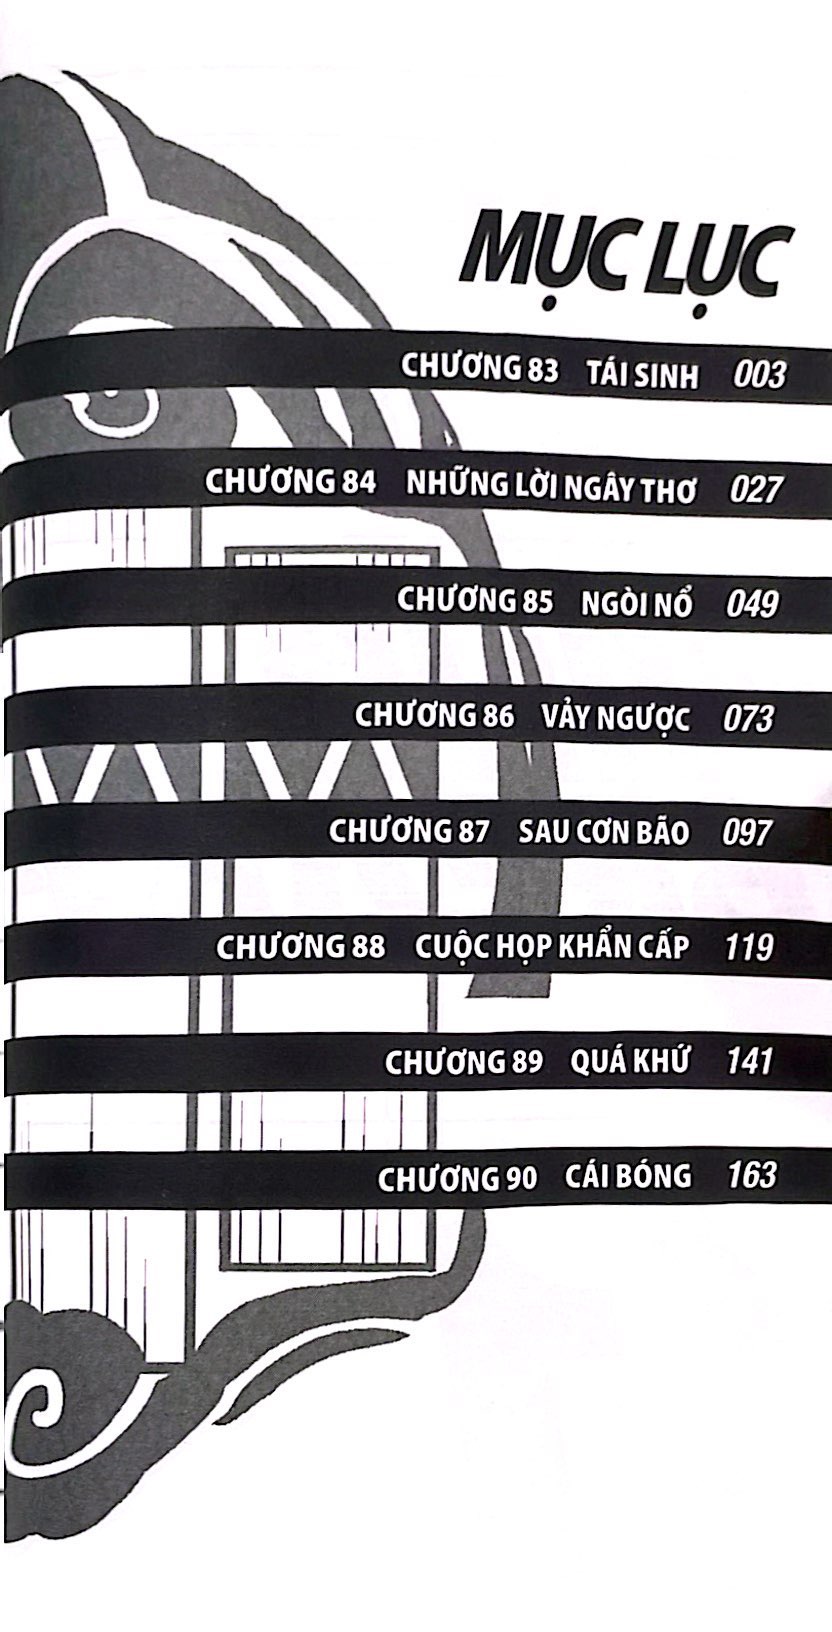 MỤC LỤC
CHƯƠNG 83 TÁI SINH 003
CHƯƠNG 84 NHỮNG LỜI NGÂY THƠ 027
CHƯƠNG 85 NGÒI NỔ 049
CHƯƠNG 86 VẢY NGƯỢC 073
CHƯƠNG 87 SAU CƠN BÃO 097
CHƯƠNG 88 CUỘC HỌP KHẨN CẤP 119
CHƯƠNG 89 QUÁ KHỨ 141
CHƯƠNG 90 CÁI BÓNG 163